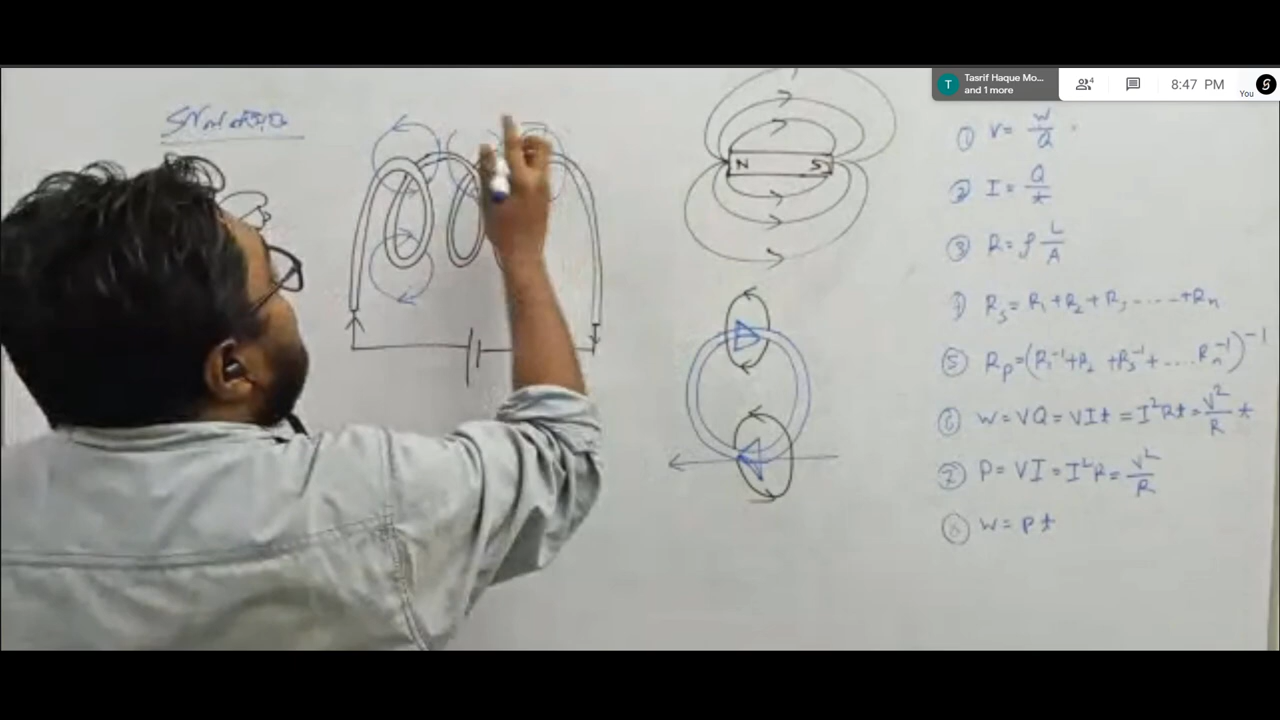 Tasrif Haque Mo...
and 1 more
T
4
8:47 PM
You
N S
① V = W/Q
② I = Q/t
③ R = ρ L/A
R_s = R₁ + R₂ + R₃ ..... + Rₙ
⑤ R_p = (R₁⁻¹ + R₂ + R₃⁻¹ + .... Rₙ⁻¹)⁻¹
⑥ W = VQ = VIt = I²Rt = V²/R t
⑦ P = VI = I²R = V²/R
⑧ W = Pt